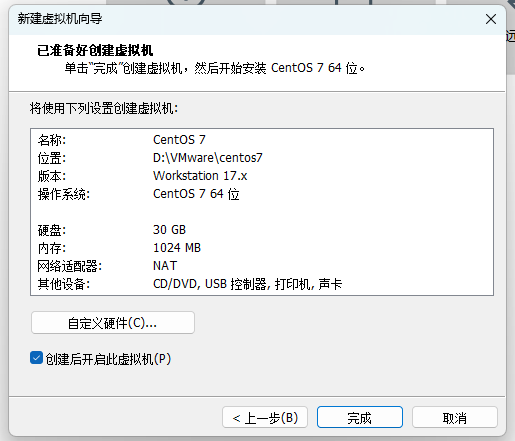 新建虚拟机向导
远
已准备好创建虚拟机
单击“完成”创建虚拟机，然后开始安装 CentOS 7 64 位。
将使用下列设置创建虚拟机:
名称: CentOS 7
位置: D:\VMware\centos7
版本: Workstation 17.x
操作系统: CentOS 7 64 位
硬盘: 30 GB
内存: 1024 MB
网络适配器: NAT
其他设备: CD/DVD, USB 控制器, 打印机, 声卡
自定义硬件(C)...
创建后开启此虚拟机(P)
< 上一步(B) 完成 取消